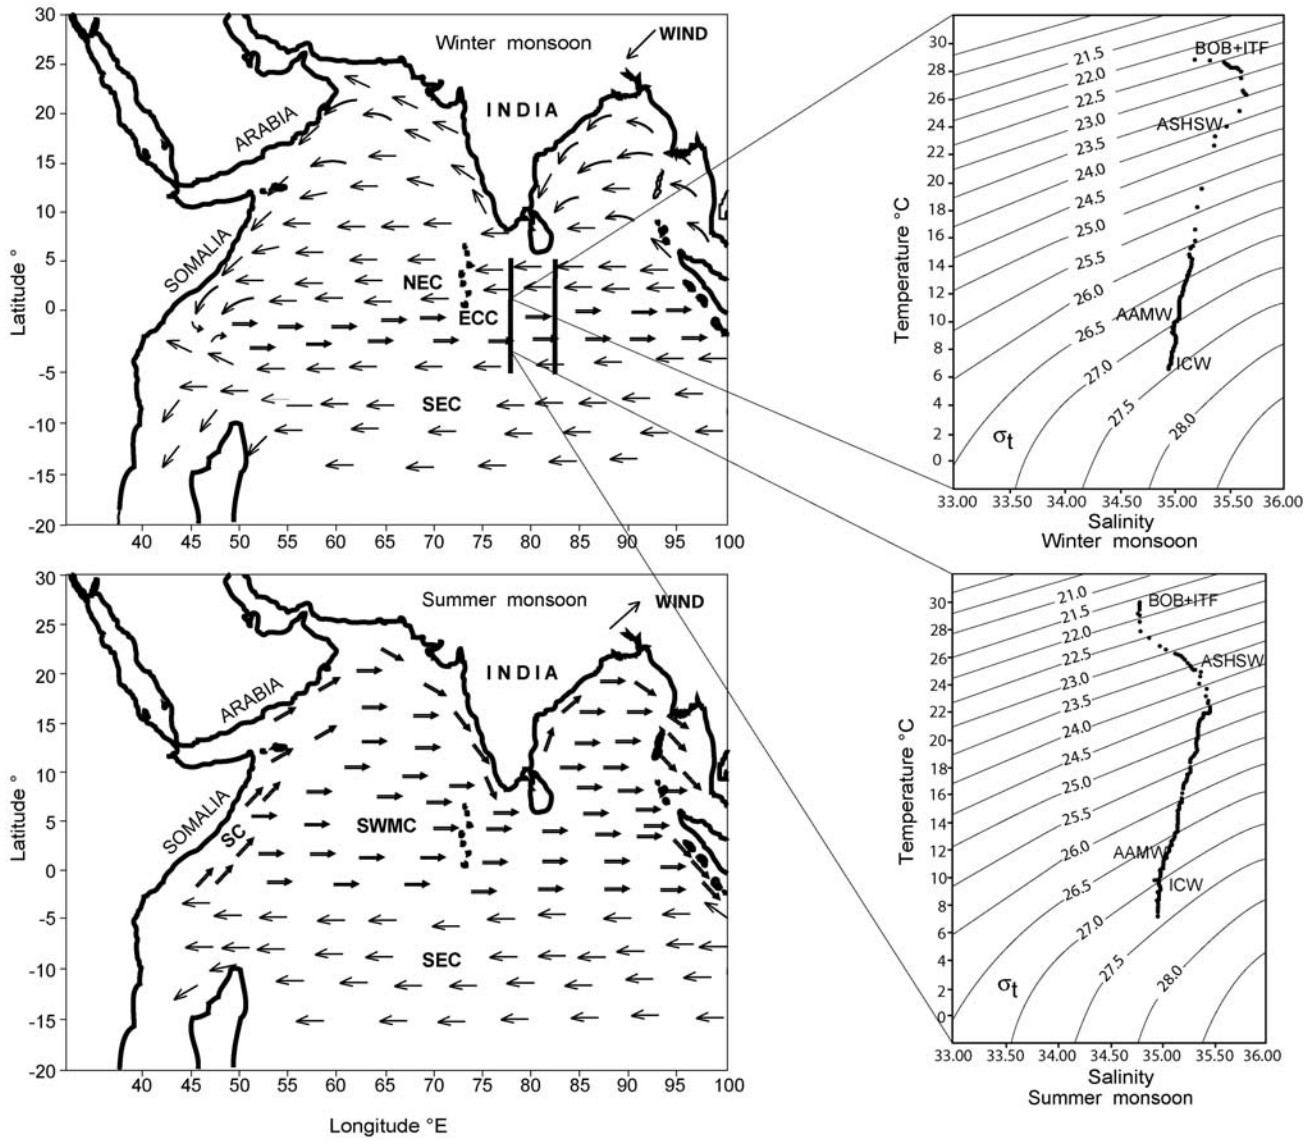 30
25
20
15
10
5
0
-5
-10
-15
-20
Latitude °
Winter monsoon
WIND
INDIA
ARABIA
SOMALIA
NEC
ECC
SEC
40 45 50 55 60 65 70 75 80 85 90 95 100
30
28
26
24
22
20
18
16
14
12
10
8
6
4
2
0
Temperature °C
BOB+ITF
21.5
22.0
22.5
23.0
ASHSW
23.5
24.0
24.5
25.0
25.5
26.0
AAMW
26.5
27.0
ICW
27.5
28.0
σt
33.00 33.50 34.00 34.50 35.00 35.50 36.00
Salinity
Winter monsoon
30
25
20
15
10
5
0
-5
-10
-15
-20
Latitude °
Summer monsoon
WIND
INDIA
ARABIA
SOMALIA
SC
SWMC
SEC
40 45 50 55 60 65 70 75 80 85 90 95 100
Longitude °E
30
28
26
24
22
20
18
16
14
12
10
8
6
4
2
0
Temperature °C
21.0
BOB+ITF
21.5
22.0
22.5
ASHSW
23.0
23.5
24.0
24.5
25.0
25.5
26.0
AAMW
26.5
ICW
27.0
27.5
28.0
σt
33.00 33.50 34.00 34.50 35.00 35.50 36.00
Salinity
Summer monsoon